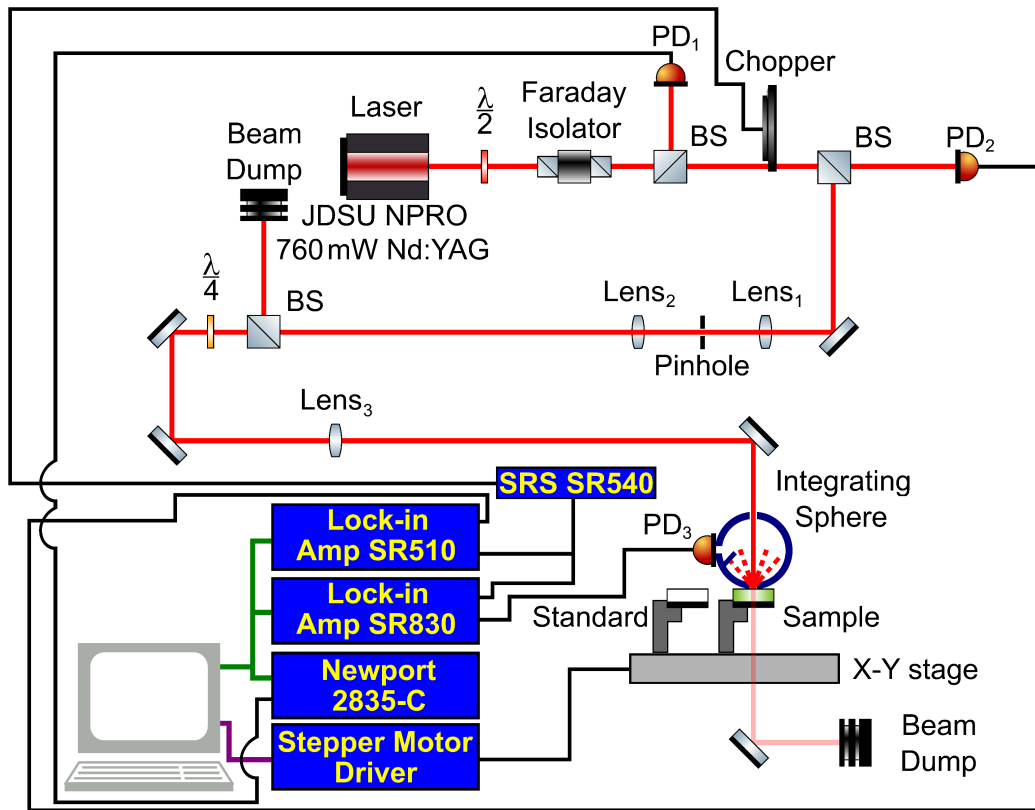 PD₁
Chopper
Laser
λ/2
Faraday
Isolator
BS
BS
PD₂
Beam
Dump
JDSU NPRO
760 mW Nd:YAG
λ/4
BS
Lens₂
Lens₁
Pinhole
Lens₃
SRS SR540
Integrating
Sphere
Lock-in
Amp SR510
PD₃
Lock-in
Amp SR830
Standard
Sample
Newport
2835-C
X-Y stage
Stepper Motor
Driver
Beam
Dump